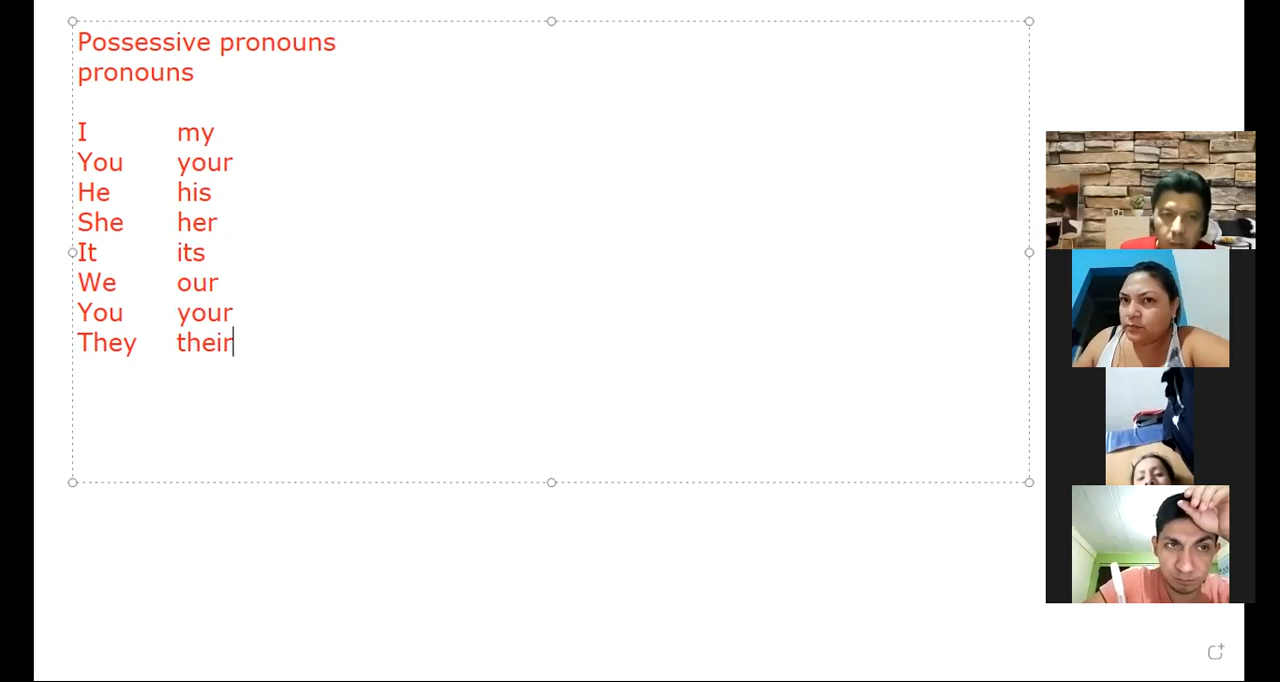 Possessive pronouns
pronouns
I my
You your
He his
She her
It its
We our
You your
They their